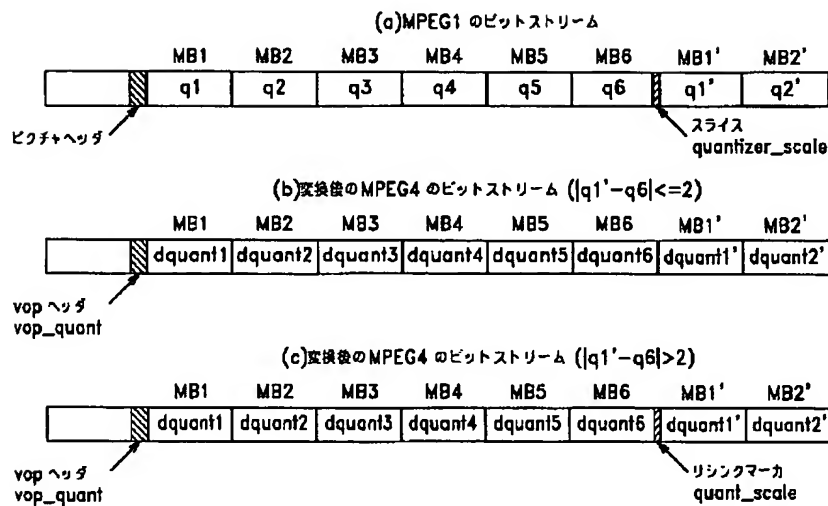 (a)MPEG1 のビットストリーム
MB1 MB2 MB3 MB4 MB5 MB6 MB1' MB2'
q1 q2 q3 q4 q5 q6 q1' q2'
ピクチャヘッダ
スライス
quantizer_scale
(b)変換後のMPEG4 のビットストリーム (|q1'-q6|<=2)
MB1 MB2 MB3 MB4 MB5 MB6 MB1' MB2'
dquant1 dquant2 dquant3 dquant4 dquant5 dquant6 dquant1' dquant2'
vop ヘッダ
vop_quant
(c)変換後のMPEG4 のビットストリーム (|q1'-q6|>2)
MB1 MB2 MB3 MB4 MB5 MB6 MB1' MB2'
dquant1 dquant2 dquant3 dquant4 dquant5 dquant6 dquant1' dquant2'
vop ヘッダ
vop_quant
リシンクマーカ
quant_scale